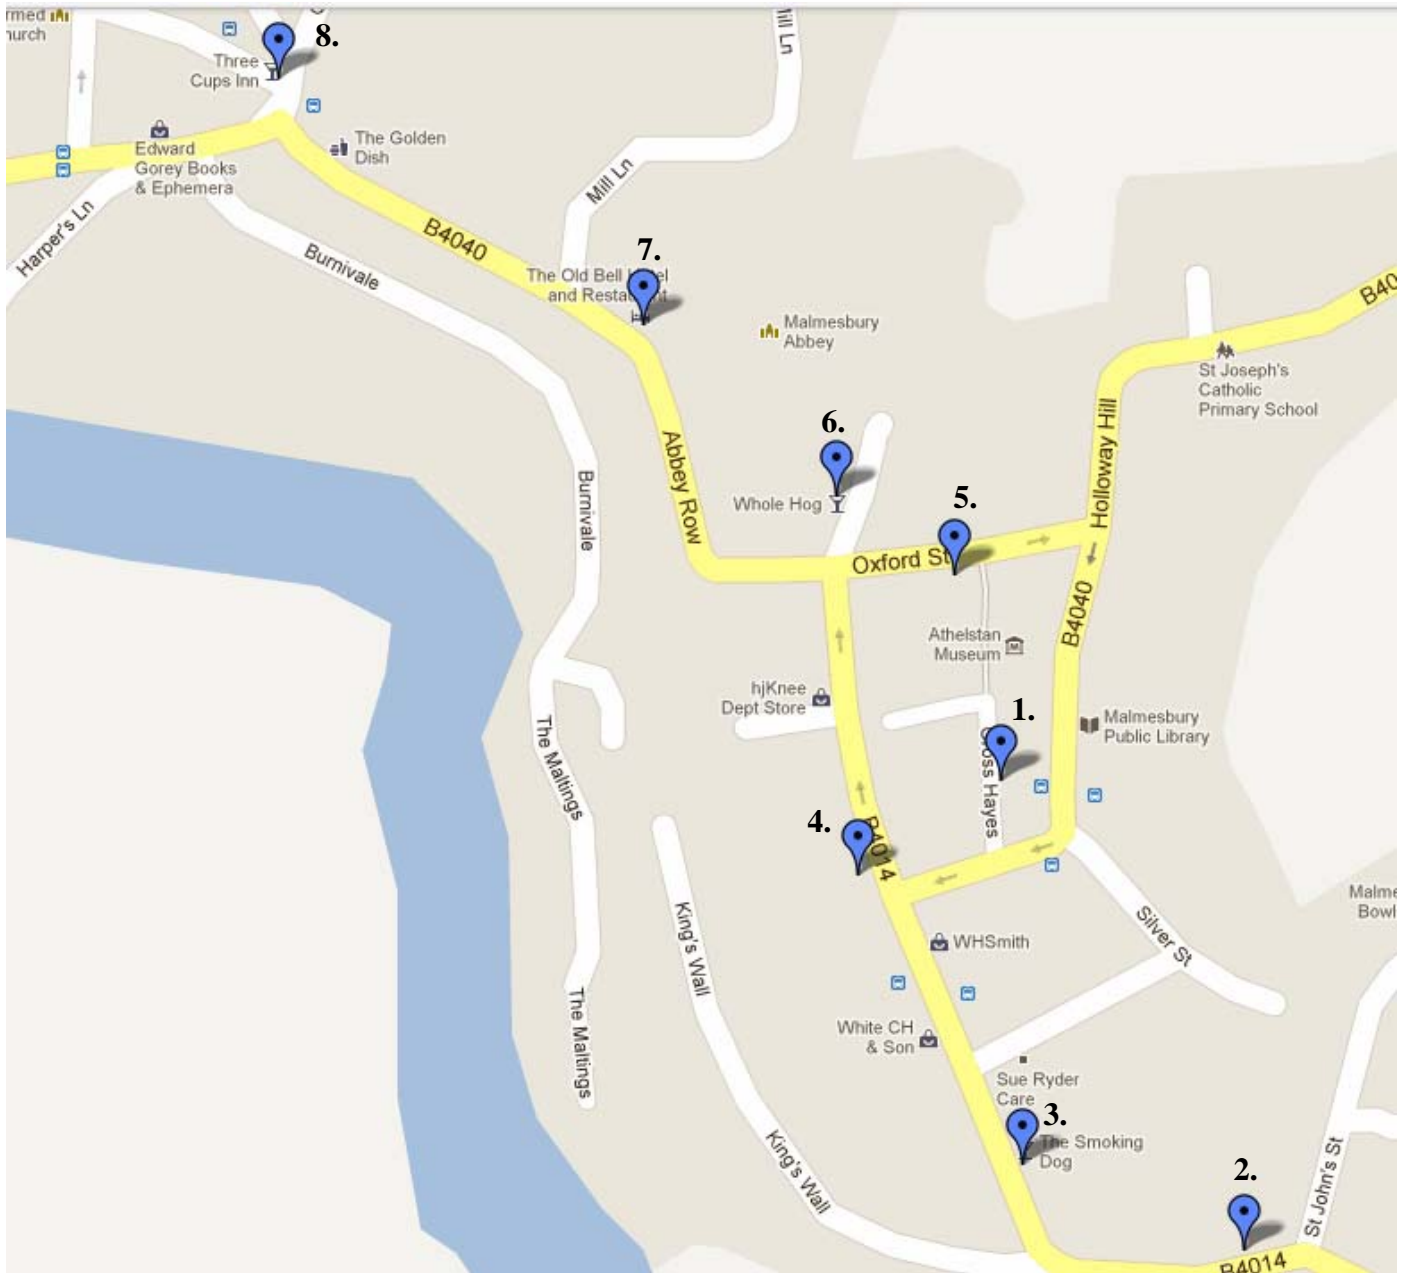 rmed
hurch
8.
Three
Cups Inn
Mill Ln
Edward
Gorey Books
& Ephemera
The Golden
Dish
Harper's Ln
Mill Ln
B4040
Burnivale
7.
The Old Bell
and
Malmesbury
Abbey
B40
St Joseph's
Catholic
Primary School
6.
Whole Hog
Abbey Row
Holloway Hill
Burnivale
5.
Oxford St
B4040
Athelstan
Museum
hjKnee
Dept Store
1.
Malmesbury
Public Library
The Maltings
Hayes
4.
B4014
Malme
Bowl
King's Wall
WHSmith
Silver St
The Maltings
White CH
& Son
Sue Ryder
Care
3.
The Smoking
Dog
King's Wall
2.
St John's St
B4014